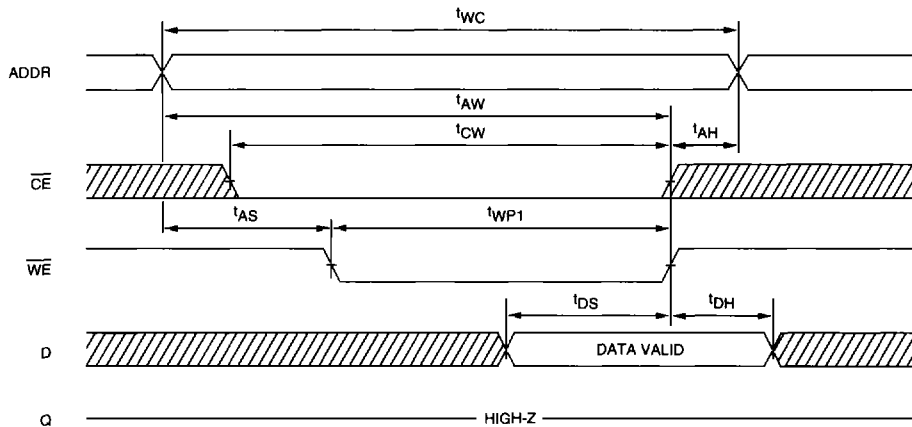 tWC
ADDR
tAW
tCW
tAH
CE
tAS
tWP1
WE
tDS
tDH
D
DATA VALID
Q
HIGH-Z